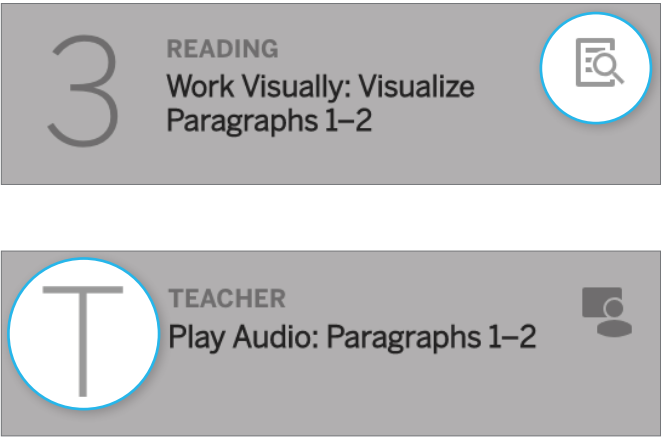 3
READING
Work Visually: Visualize
Paragraphs 1–2
T
TEACHER
Play Audio: Paragraphs 1–2